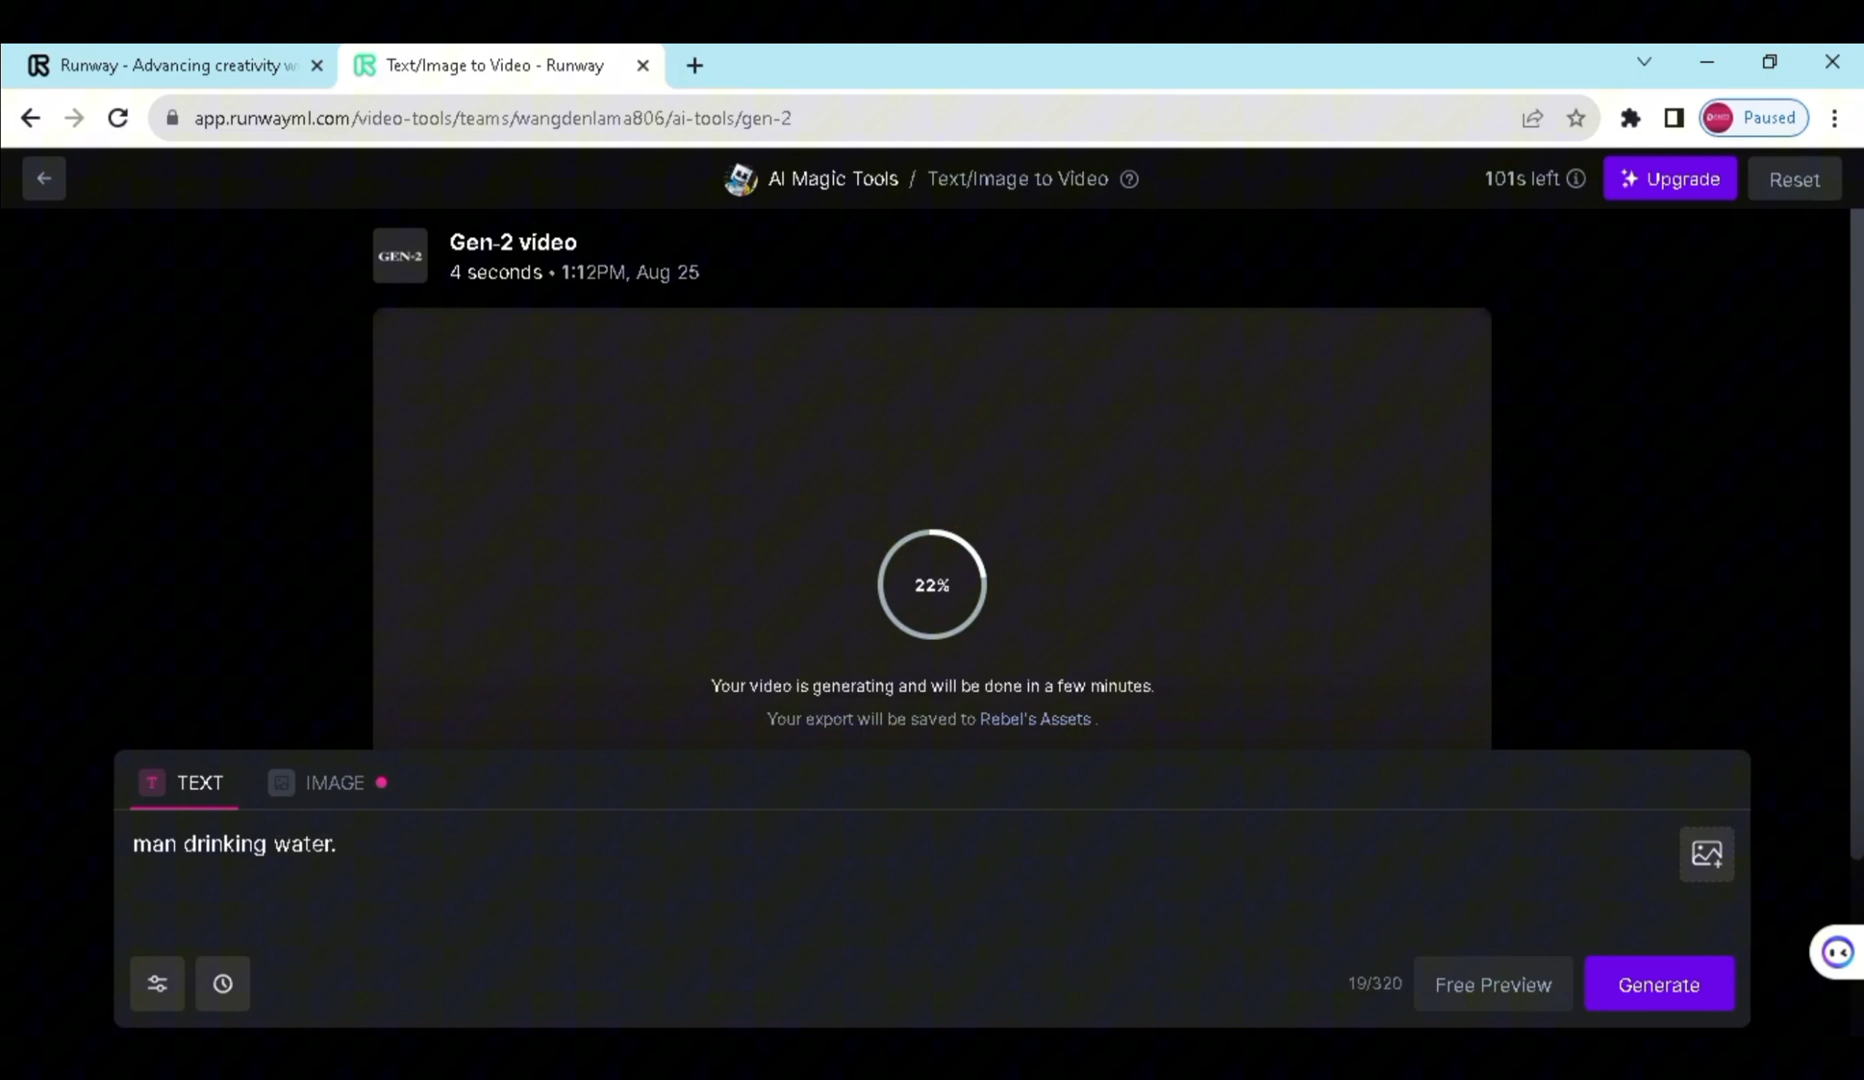 Runway - Advancing creativity w
Text/Image to Video - Runway
app.runwayml.com/video-tools/teams/wangdenlama806/ai-tools/gen-2
Paused
AI Magic Tools / Text/Image to Video
101s left
Upgrade
Reset
GEN-2
Gen-2 video
4 seconds • 1:12PM, Aug 25
22%
Your video is generating and will be done in a few minutes.
Your export will be saved to Rebel's Assets .
T TEXT
IMAGE
man drinking water.
19/320
Free Preview
Generate